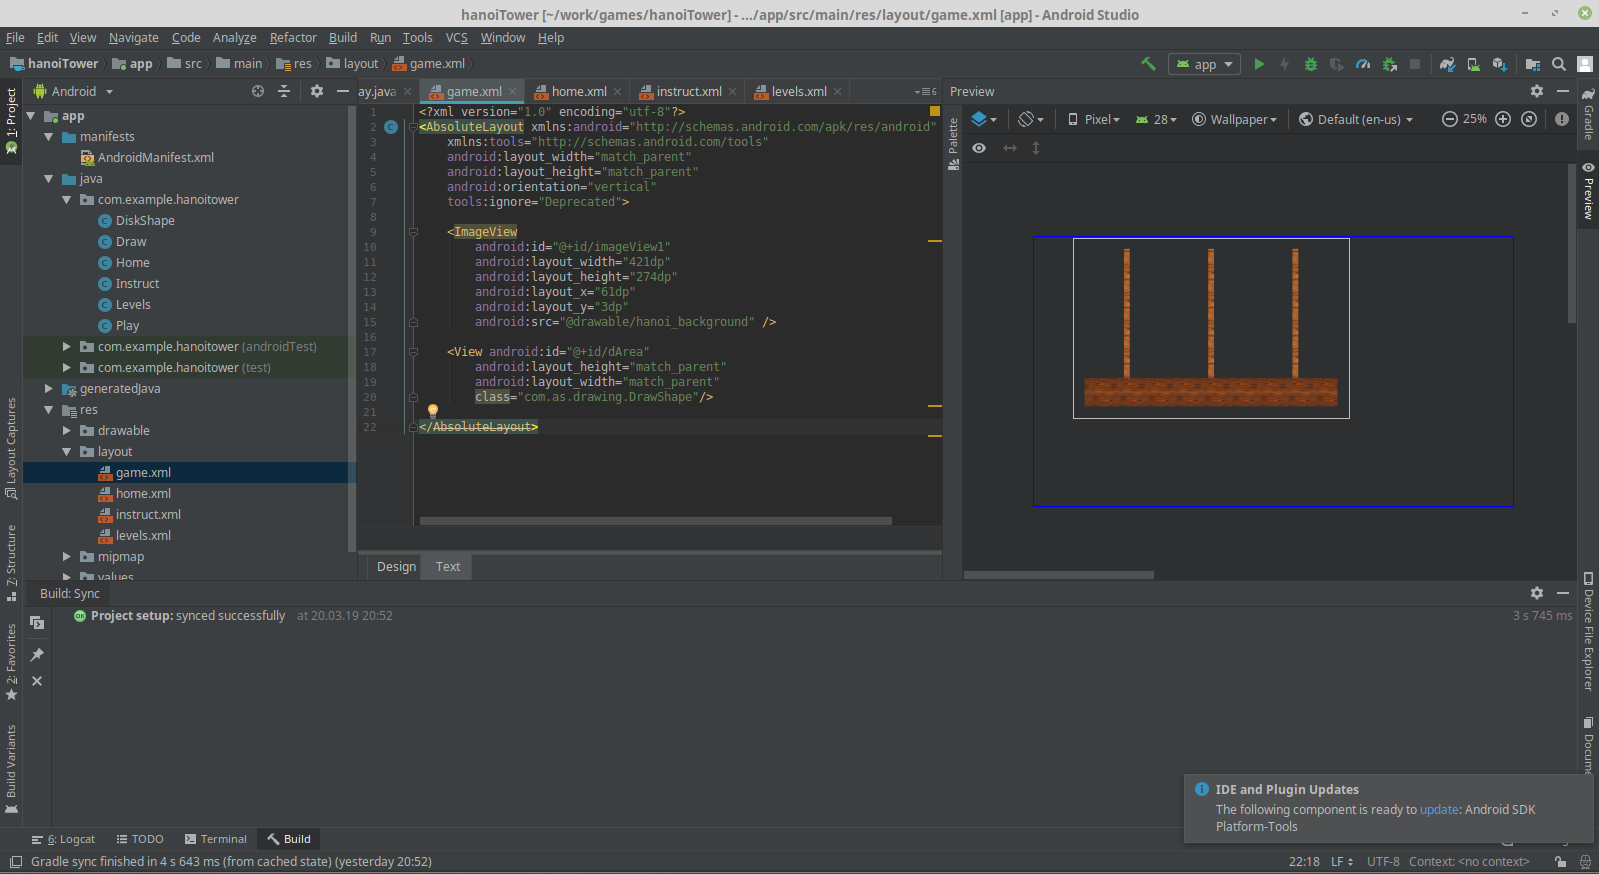 hanoiTower [~/work/games/hanoiTower] - .../app/src/main/res/layout/game.xml [app] - Android Studio
File Edit View Navigate Code Analyze Refactor Build Run Tools VCS Window Help
hanoiTower app src main res layout game.xml
app
1: Project
Android
ay.java game.xml home.xml instruct.xml levels.xml
6
Preview
Gradle
app
manifests
AndroidManifest.xml
java
com.example.hanoitower
DiskShape
Draw
Home
Instruct
Levels
Play
com.example.hanoitower (androidTest)
com.example.hanoitower (test)
generatedJava
res
drawable
layout
game.xml
home.xml
instruct.xml
levels.xml
mipmap
values
1 <?xml version="1.0" encoding="utf-8"?>
2 <AbsoluteLayout xmlns:android="http://schemas.android.com/apk/res/android"
3 xmlns:tools="http://schemas.android.com/tools"
4 android:layout_width="match_parent"
5 android:layout_height="match_parent"
6 android:orientation="vertical"
7 tools:ignore="Deprecated">
8
9 <ImageView
10 android:id="@+id/imageView1"
11 android:layout_width="421dp"
12 android:layout_height="274dp"
13 android:layout_x="61dp"
14 android:layout_y="3dp"
15 android:src="@drawable/hanoi_background" />
16
17 <View android:id="@+id/dArea"
18 android:layout_height="match_parent"
19 android:layout_width="match_parent"
20 class="com.as.drawing.DrawShape"/>
21
22 </AbsoluteLayout>
Design Text
Palette
Pixel 28 Wallpaper Default (en-us) 25%
Preview
Layout Captures
7: Structure
2: Favorites
Build Variants
Device File Explorer
Build: Sync
Project setup: synced successfully at 20.03.19 20:52
3 s 745 ms
IDE and Plugin Updates
The following component is ready to update: Android SDK
Platform-Tools
6: Logcat TODO Terminal Build
Gradle sync finished in 4 s 643 ms (from cached state) (yesterday 20:52)
22:18 LF UTF-8 Context: <no context>